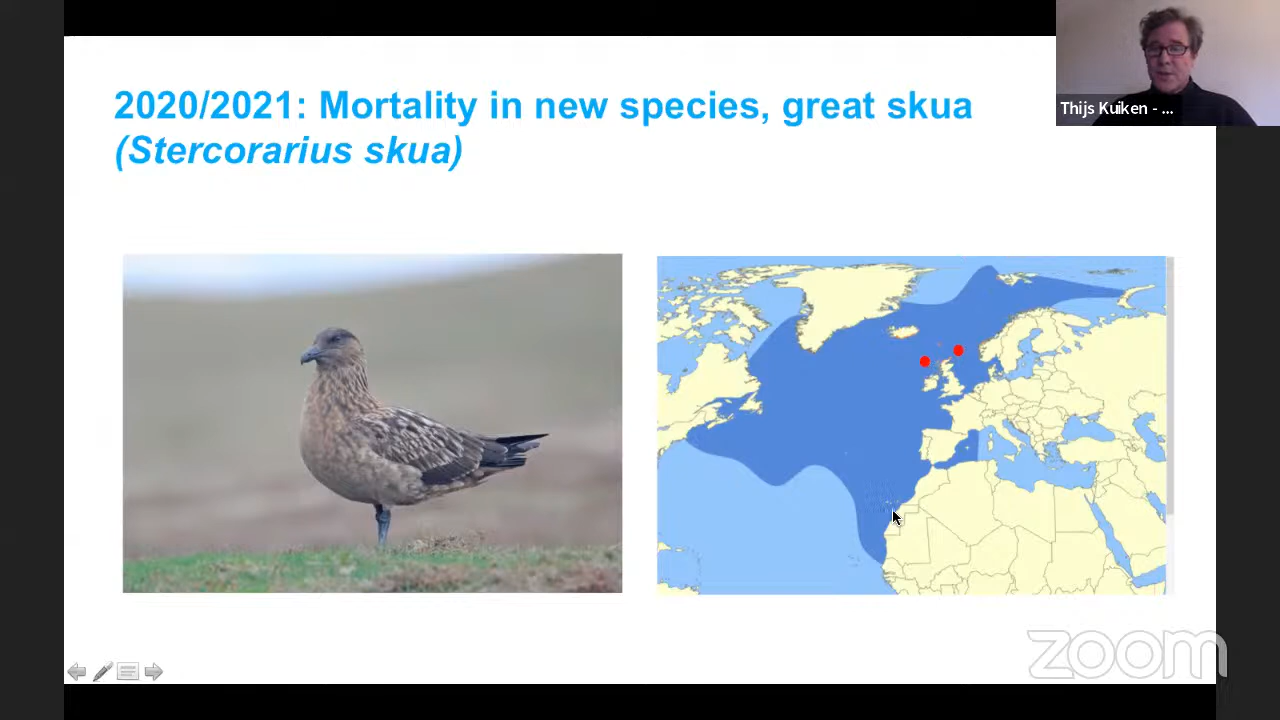 2020/2021: Mortality in new species, great skua
(Stercorarius skua)
Thijs Kuiken - ...
zoom